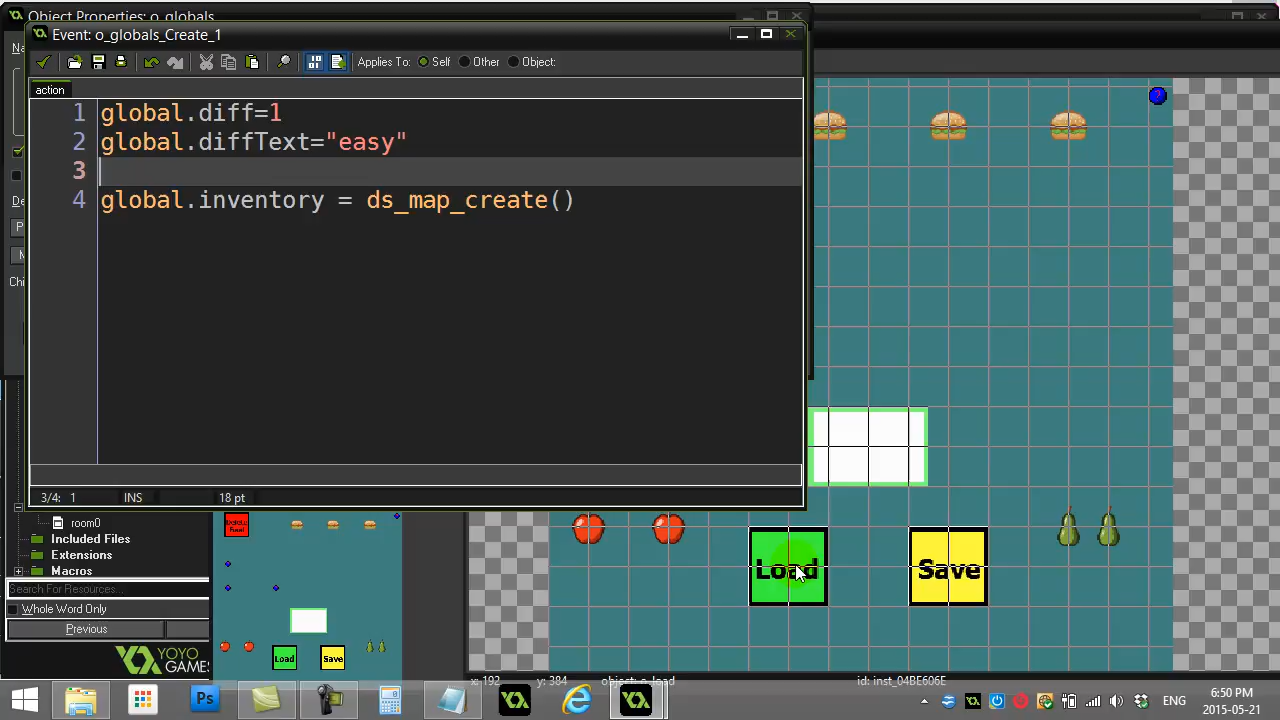 Object Properties: o_globals
Event: o_globals_Create_1
Applies To: Self Other Object:
action
1 global.diff=1
2 global.diffText="easy"
3
4 global.inventory = ds_map_create()
3/4: 1 INS 18 pt
room0
Included Files
Extensions
Macros
Search For Resources...
Whole Word Only
Previous
YOYO
GAMES
Delete
Load
Save
Load
Save
x: 192 y: 384 object: o_load id: inst_04BE606E
Ps
ENG
6:50 PM
2015-05-21